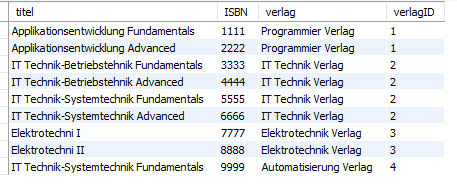 titel ISBN verlag verlagID
Applikationsentwicklung Fundamentals 1111 Programmier Verlag 1
Applikationsentwicklung Advanced 2222 Programmier Verlag 1
IT Technik-Betriebstehnik Fundamentals 3333 IT Technik Verlag 2
IT Technik-Betriebstehnik Advanced 4444 IT Technik Verlag 2
IT Technik-Systemtechnik Fundamentals 5555 IT Technik Verlag 2
IT Technik-Systemtechnik Advanced 6666 IT Technik Verlag 2
Elektrotechni I 7777 Elektrotechnik Verlag 3
Elektrotechni II 8888 Elektrotechnik Verlag 3
IT Technik-Systemtechnik Fundamentals 9999 Automatisierung Verlag 4